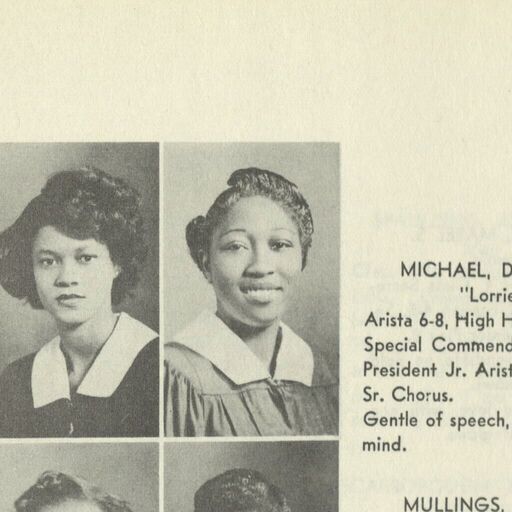 MICHAEL, D
"Lorrie
Arista 6-8, High H
Special Commend
President Jr. Arist
Sr. Chorus.
Gentle of speech,
mind.
MULLINGS,